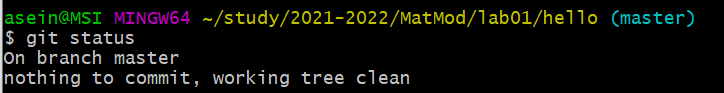 asein@MSI MINGW64 ~/study/2021-2022/MatMod/lab01/hello (master)
$ git status
On branch master
nothing to commit, working tree clean